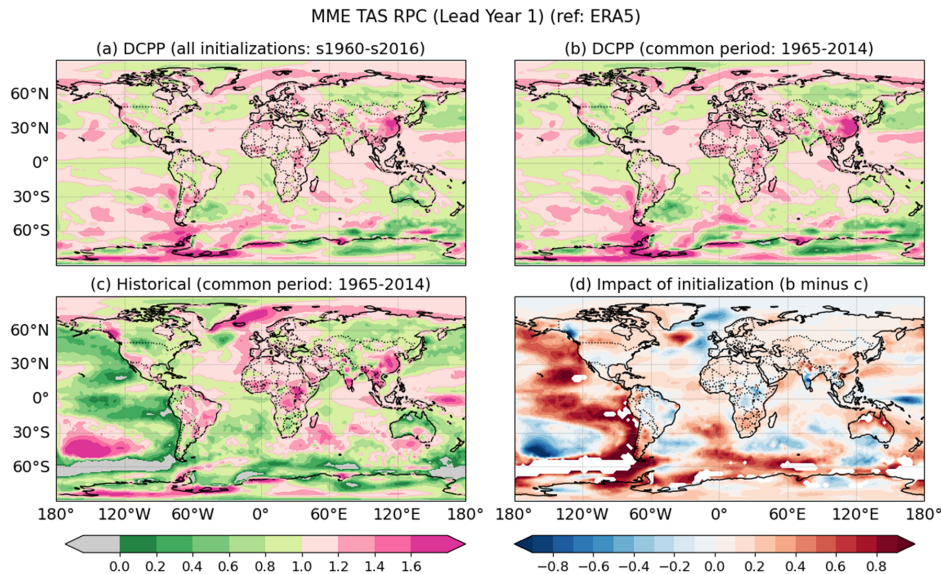 MME TAS RPC (Lead Year 1) (ref: ERA5)
(a) DCPP (all initializations: s1960-s2016)
(b) DCPP (common period: 1965-2014)
60°N
30°N
0°
30°S
60°S
(c) Historical (common period: 1965-2014)
(d) Impact of initialization (b minus c)
60°N
30°N
0°
30°S
60°S
180° 120°W 60°W 0° 60°E 120°E 180°
180° 120°W 60°W 0° 60°E 120°E 180°
0.0 0.2 0.4 0.6 0.8 1.0 1.2 1.4 1.6
−0.8 −0.6 −0.4 −0.2 0.0 0.2 0.4 0.6 0.8